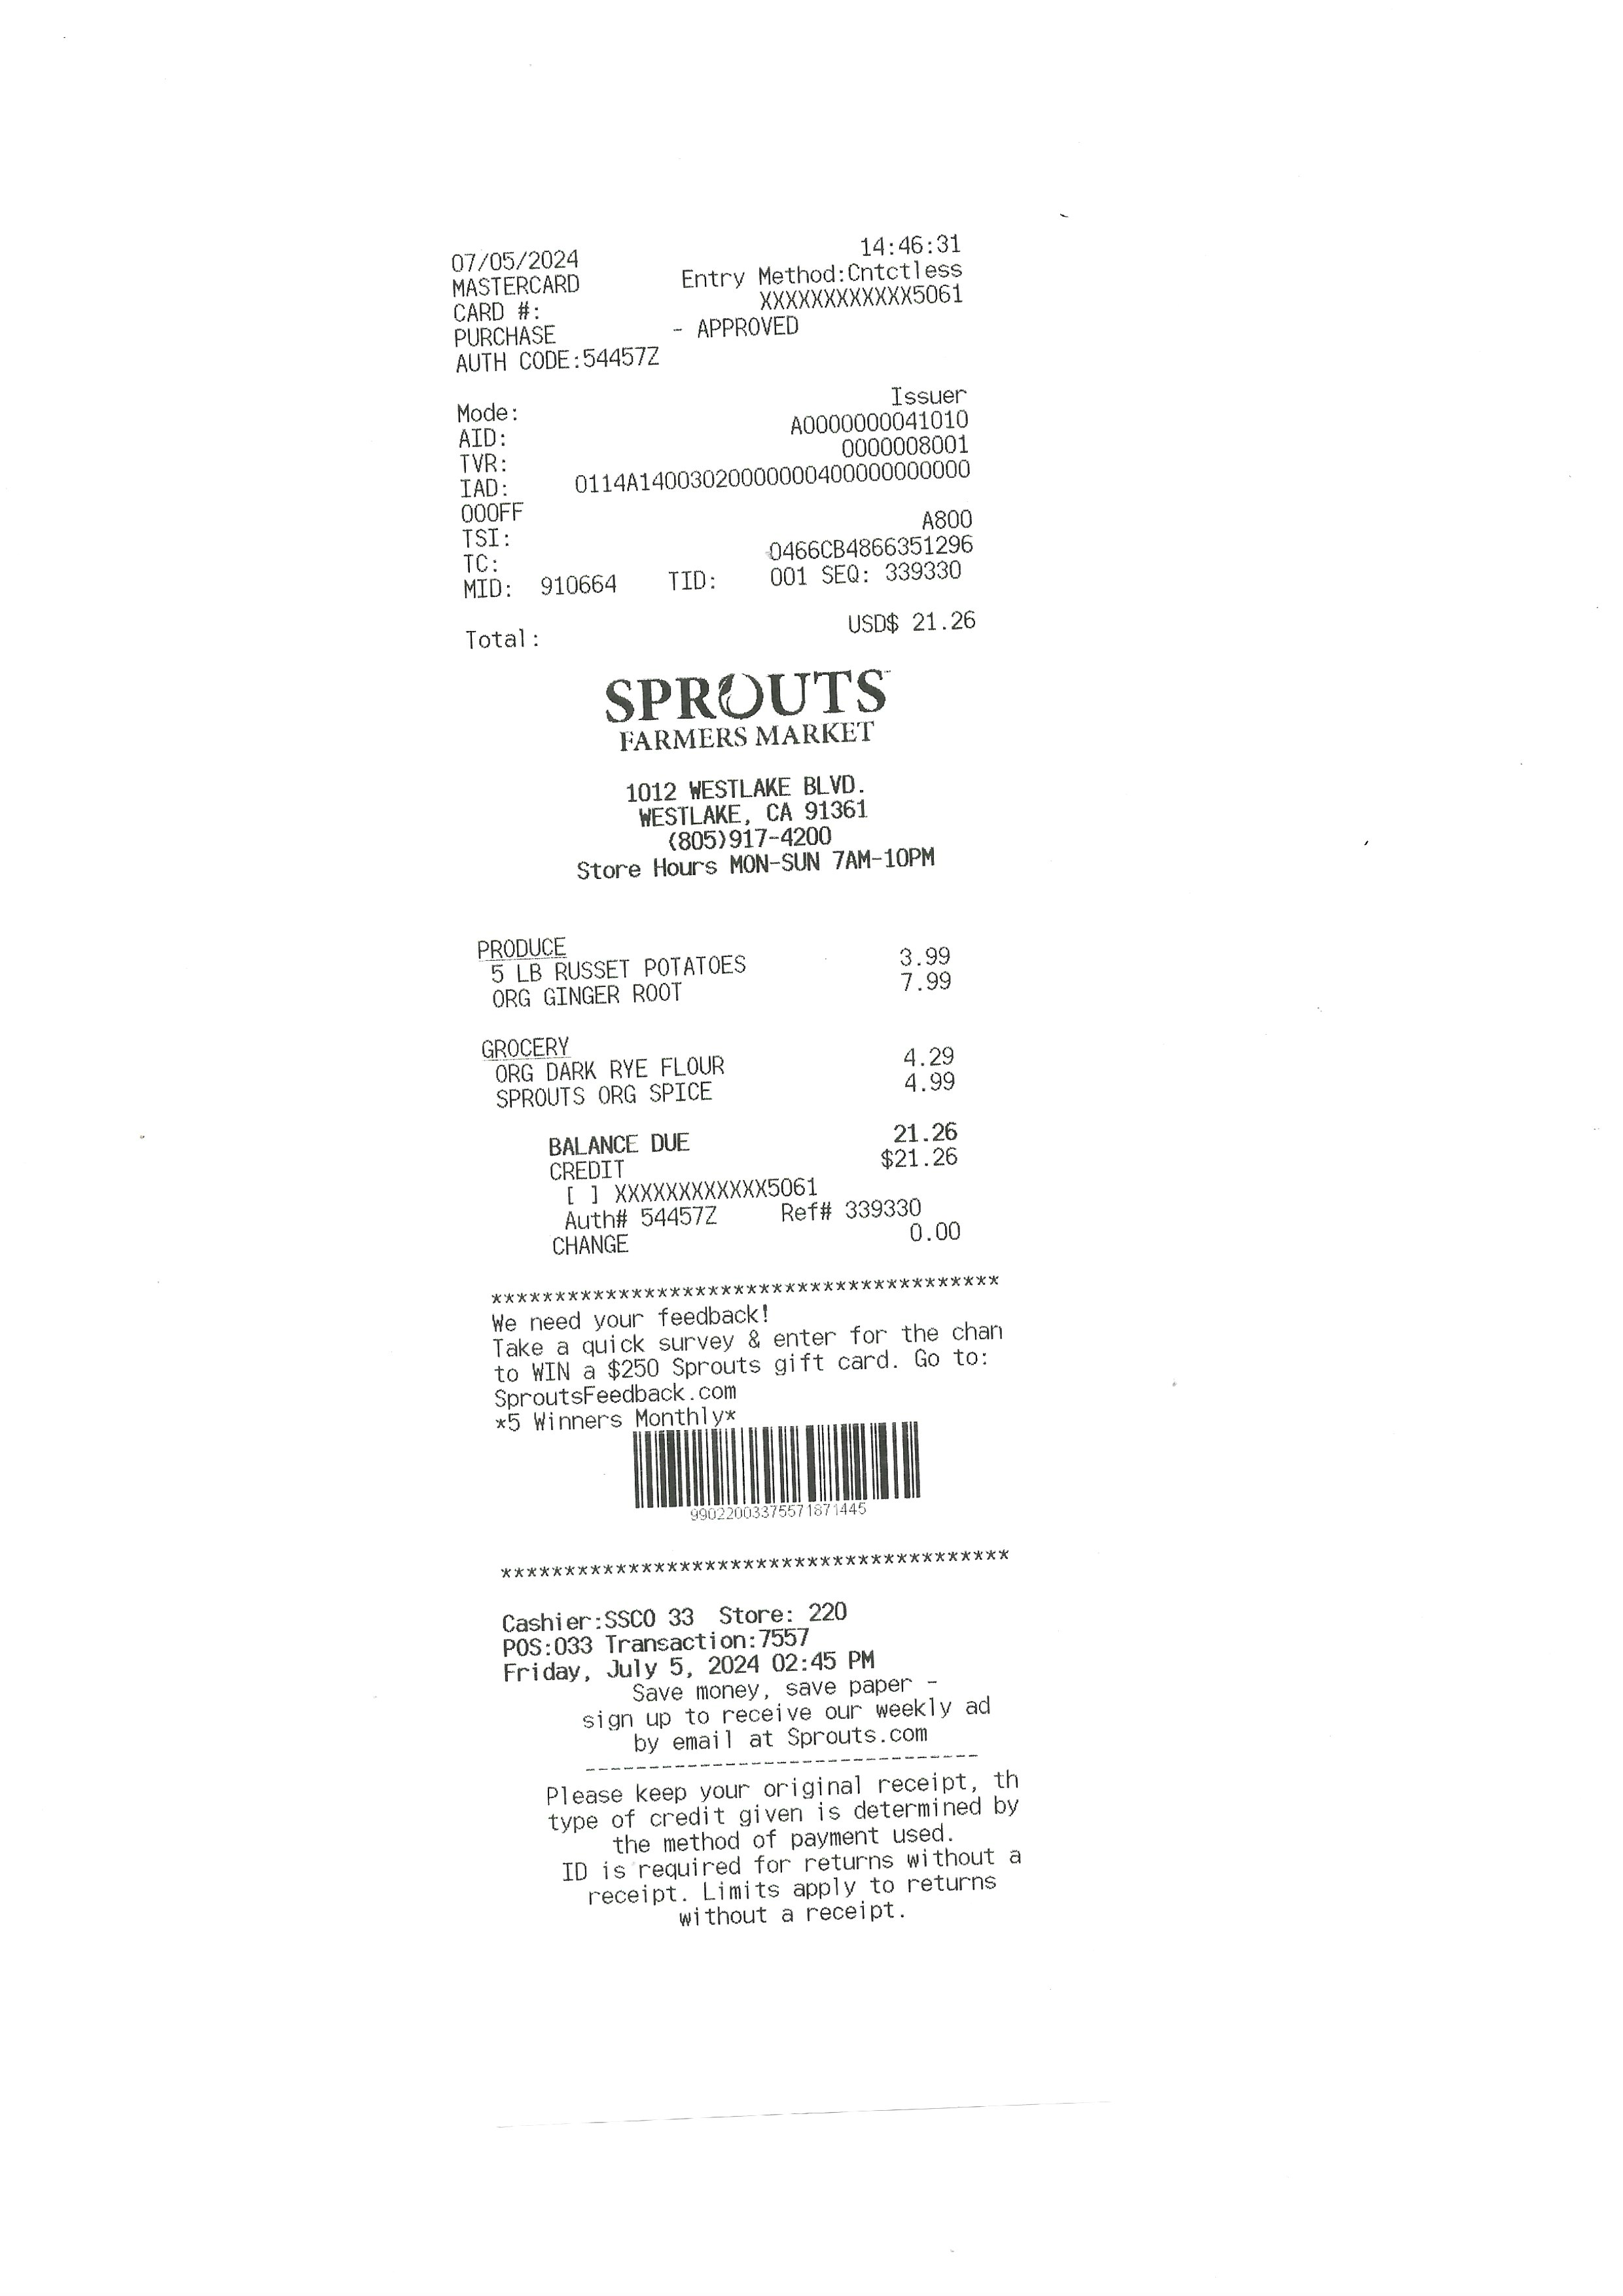 07/05/2024 14:46:31
MASTERCARD Entry Method:Cntctless
CARD #: XXXXXXXXXXXX5061
PURCHASE - APPROVED
AUTH CODE:54457Z
Mode: Issuer
AID: A0000000041010
TVR: 0000008001
IAD: 0114A14003020000000400000000000
000FF
TSI: A800
TC: 0466CB4866351296
MID: 910664 TID: 001 SEQ: 339330
Total: USD$ 21.26
SPROUTS
FARMERS MARKET
1012 WESTLAKE BLVD.
WESTLAKE, CA 91361
(805)917-4200
Store Hours MON-SUN 7AM-10PM
PRODUCE
5 LB RUSSET POTATOES 3.99
ORG GINGER ROOT 7.99
GROCERY
ORG DARK RYE FLOUR 4.29
SPROUTS ORG SPICE 4.99
BALANCE DUE 21.26
CREDIT $21.26
[ ] XXXXXXXXXXXX5061
Auth# 54457Z Ref# 339330
CHANGE 0.00
****************************************
We need your feedback!
Take a quick survey & enter for the chan
to WIN a $250 Sprouts gift card. Go to:
SproutsFeedback.com
*5 Winners Monthly*
99022003375571871445
****************************************
Cashier:SSCO 33 Store: 220
POS:033 Transaction:7557
Friday, July 5, 2024 02:45 PM
Save money, save paper -
sign up to receive our weekly ad
by email at Sprouts.com
-------------------------------
Please keep your original receipt, th
type of credit given is determined by
the method of payment used.
ID is required for returns without a
receipt. Limits apply to returns
without a receipt.